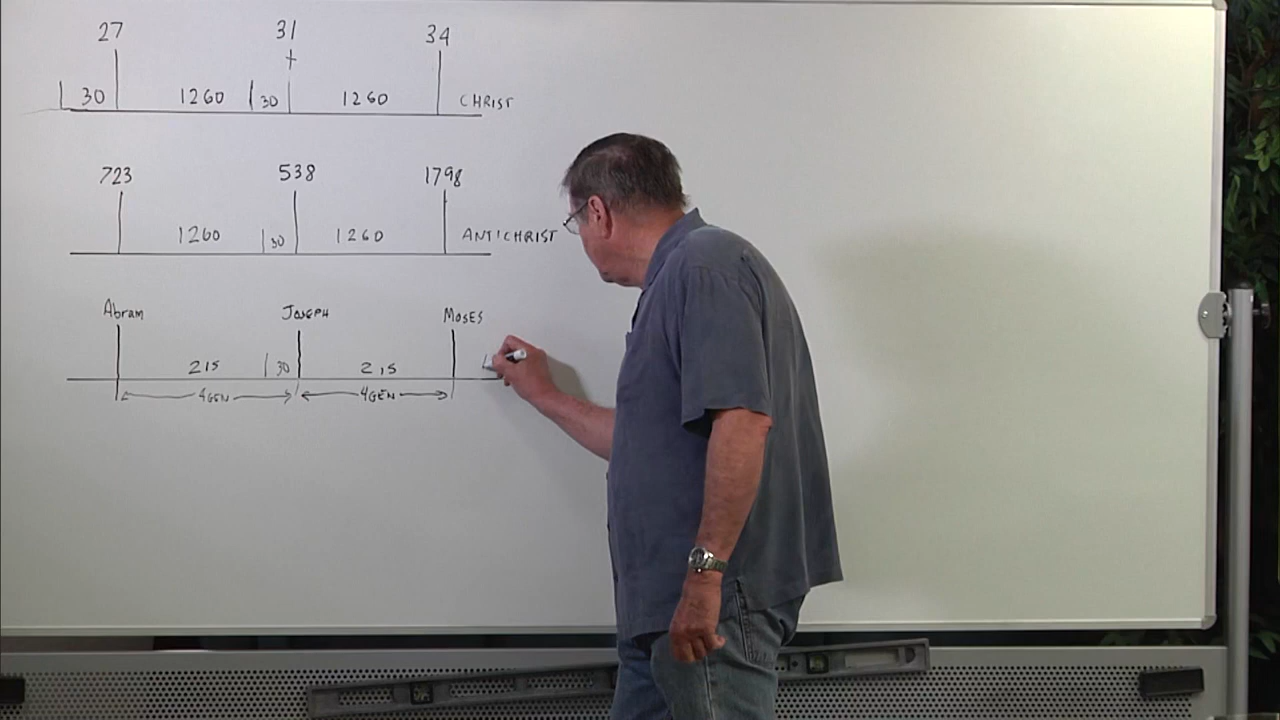 27 31 34
30 1260 30 1260 CHRIST
723 538 1798
1260 30 1260 ANTICHRIST
Abram JOSEPH MOSES
215 30 215
4GEN 4GEN